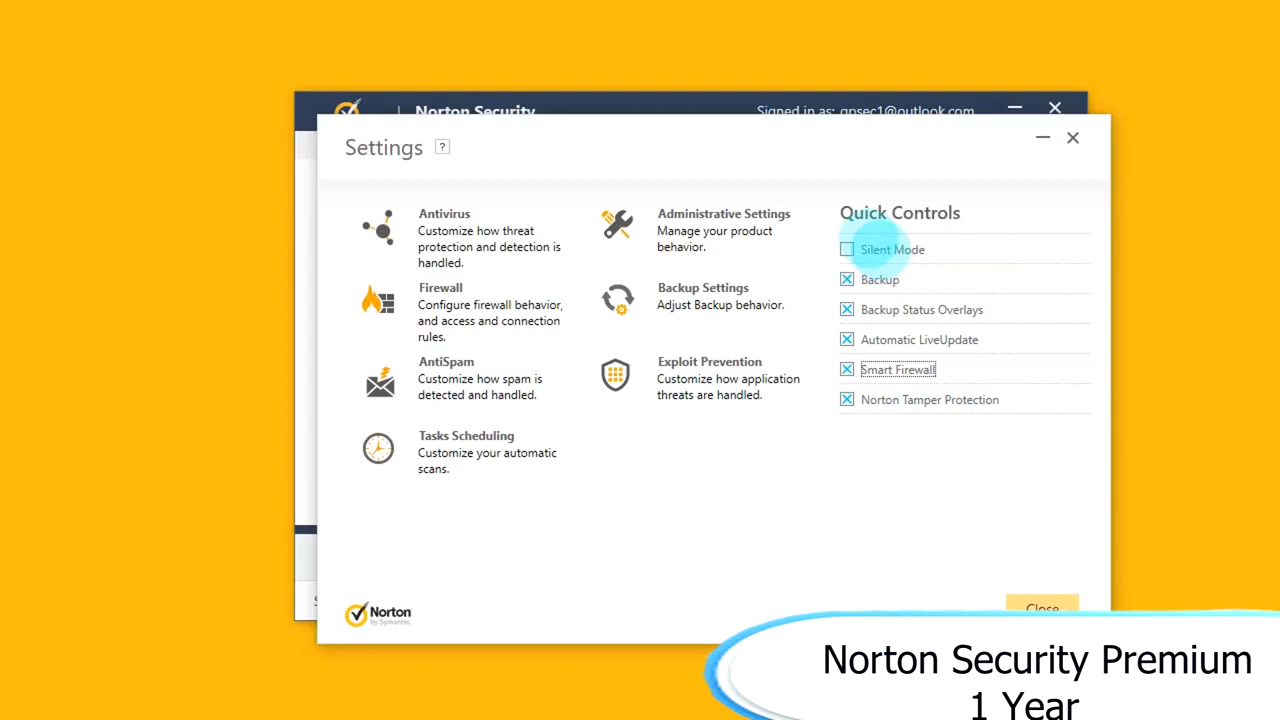 Norton Security
Signed in as: gpsec1@outlook.com
Settings ?
Antivirus
Customize how threat
protection and detection is
handled.
Firewall
Configure firewall behavior,
and access and connection
rules.
AntiSpam
Customize how spam is
detected and handled.
Tasks Scheduling
Customize your automatic
scans.
Administrative Settings
Manage your product
behavior.
Backup Settings
Adjust Backup behavior.
Exploit Prevention
Customize how application
threats are handled.
Quick Controls
Silent Mode
Backup
Backup Status Overlays
Automatic LiveUpdate
Smart Firewall
Norton Tamper Protection
Norton
by Symantec
Close
Norton Security Premium
1 Year